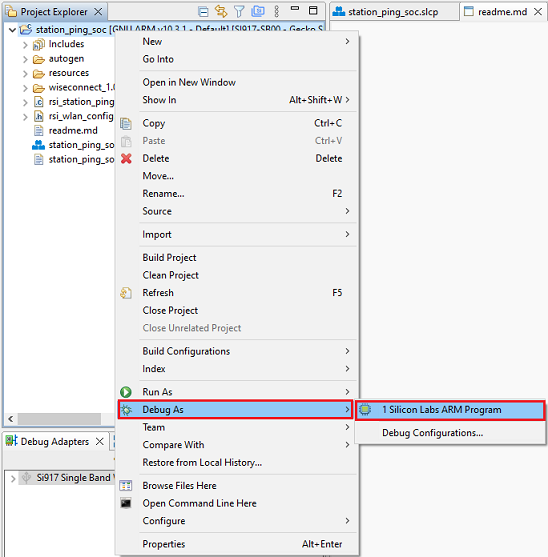 Project Explorer
station_ping_soc.slcp
readme.md
station_ping_soc [GNU ARM v10.3.1 - Default] [SI917-SB00 - Gecko S
Includes
autogen
resources
wiseconnect_1.0
rsi_station_ping
rsi_wlan_config
readme.md
station_ping_so
station_ping_so
New
Go Into
Open in New Window
Show In Alt+Shift+W
Copy Ctrl+C
Paste Ctrl+V
Delete Delete
Move...
Rename... F2
Source
Import
Build Project
Clean Project
Refresh F5
Close Project
Close Unrelated Project
Build Configurations
Index
Run As
Debug As
1 Silicon Labs ARM Program
Debug Configurations...
Team
Compare With
Restore from Local History...
Browse Files Here
Open Command Line Here
Configure
Properties Alt+Enter
Debug Adapters
Si917 Single Band